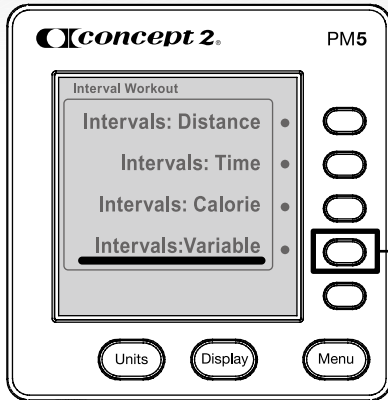 concept 2®
PM5
Interval Workout
Intervals: Distance
Intervals: Time
Intervals: Calorie
Intervals:Variable
Units
Display
Menu